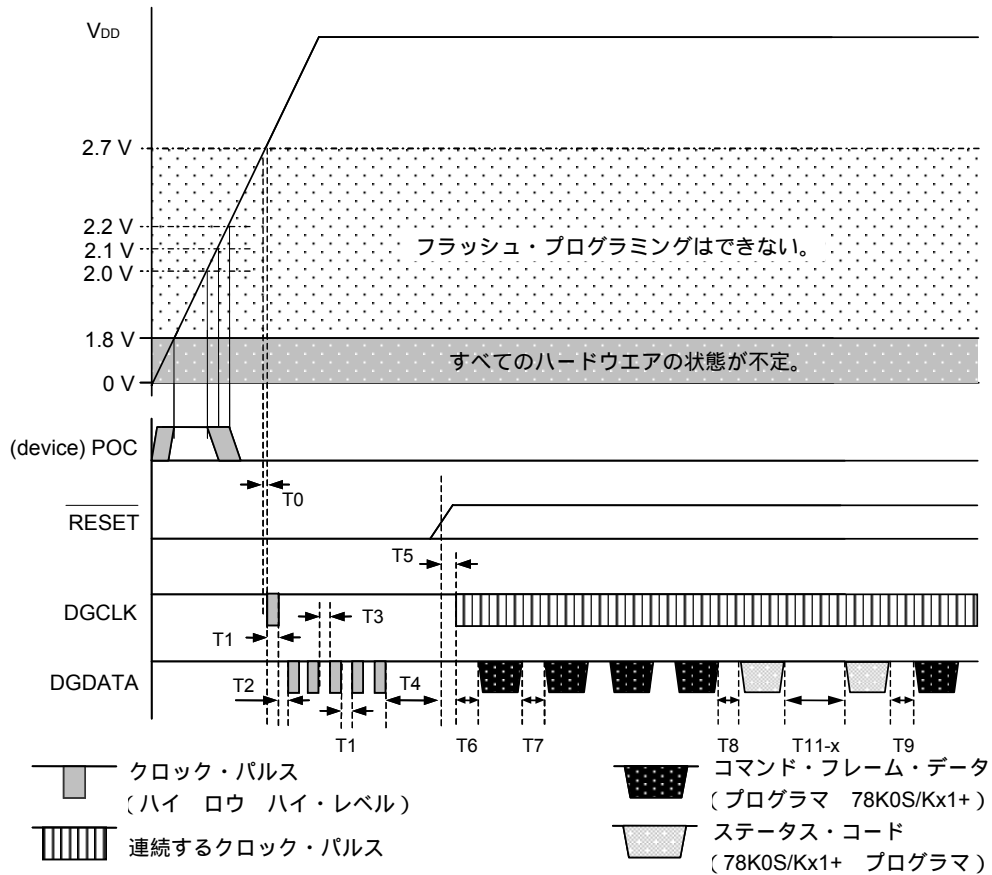 VDD
2.7 V
2.2 V
2.1 V
2.0 V
1.8 V
0 V
フラッシュ・プログラミングはできない。
すべてのハードウエアの状態が不定。
(device) POC
T0
RESET
T5
DGCLK
T1
T3
DGDATA
T2
T4
T1
T6
T7
T8
T11-x
T9
クロック・パルス
(ハイ ロウ ハイ・レベル)
連続するクロック・パルス
コマンド・フレーム・データ
(プログラマ 78K0S/Kx1+)
ステータス・コード
(78K0S/Kx1+ プログラマ)